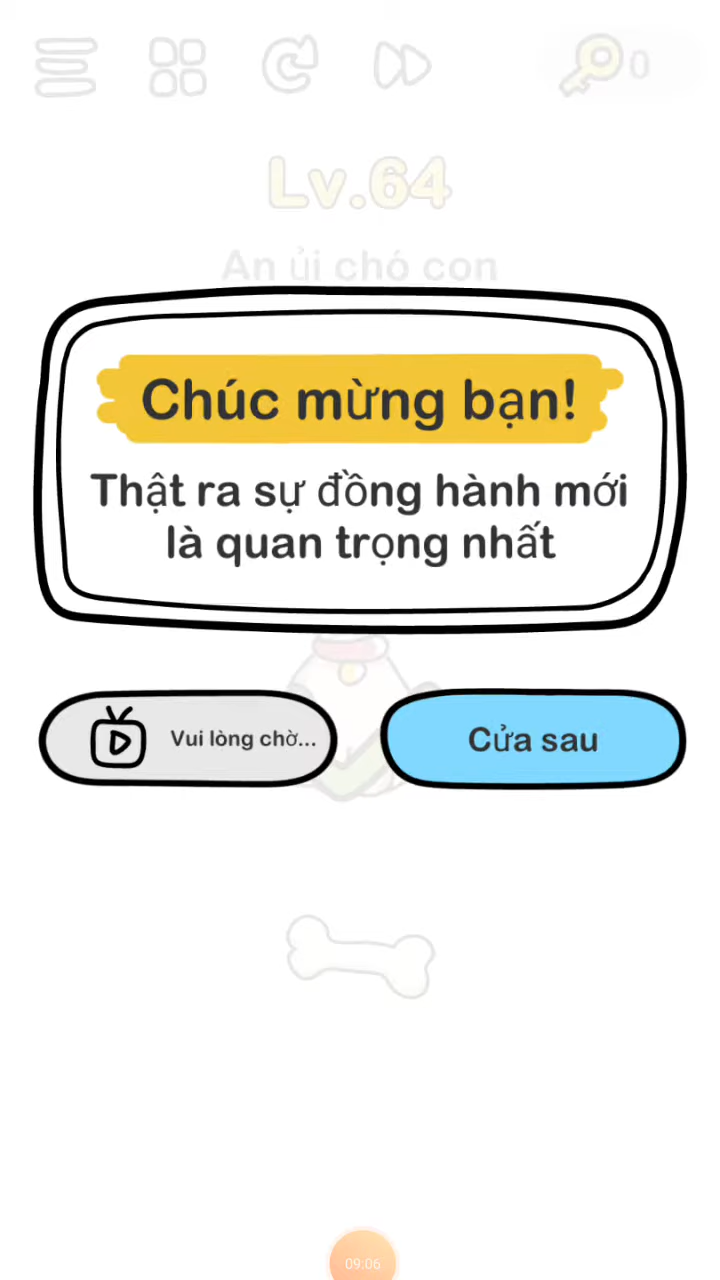 0
Lv.64
An ủi chó con
Chúc mừng bạn!
Thật ra sự đồng hành mới
là quan trọng nhất
Vui lòng chờ...
Cửa sau
09:06